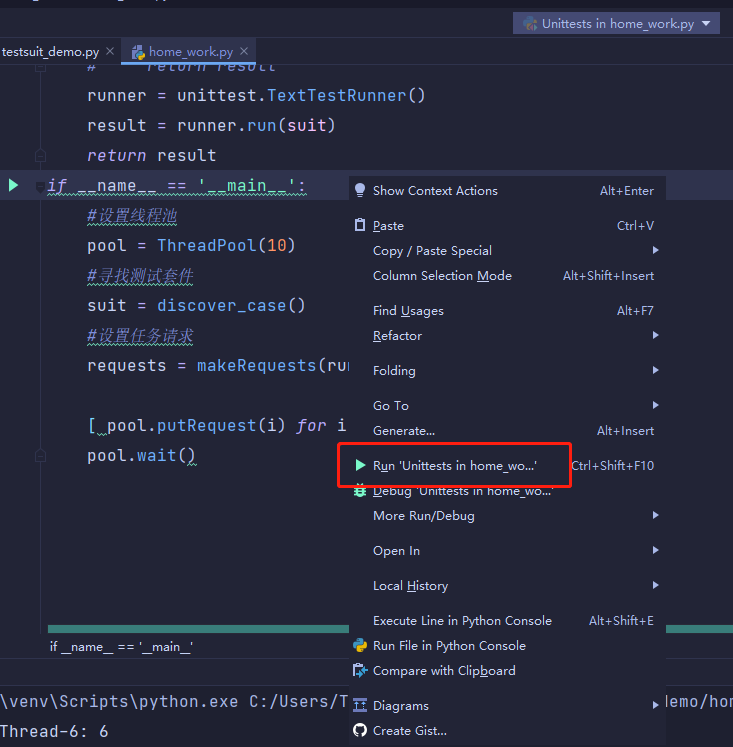 Unittests in home_work.py
testsuit_demo.py
home_work.py
# return result
runner = unittest.TextTestRunner()
result = runner.run(suit)
return result
if __name__ == '__main__':
#设置线程池
pool = ThreadPool(10)
#寻找测试套件
suit = discover_case()
#设置任务请求
requests = makeRequests(ru
[ pool.putRequest(i) for i
pool.wait()
Show Context Actions Alt+Enter
Paste Ctrl+V
Copy / Paste Special
Column Selection Mode Alt+Shift+Insert
Find Usages Alt+F7
Refactor
Folding
Go To
Generate... Alt+Insert
Run 'Unittests in home_wo...' Ctrl+Shift+F10
Debug 'Unittests in home_wo...'
More Run/Debug
Open In
Local History
Execute Line in Python Console Alt+Shift+E
Run File in Python Console
Compare with Clipboard
Diagrams
Create Gist...
if __name__ == '__main__'
\venv\Scripts\python.exe C:/Users/T
demo/hom
Thread-6: 6